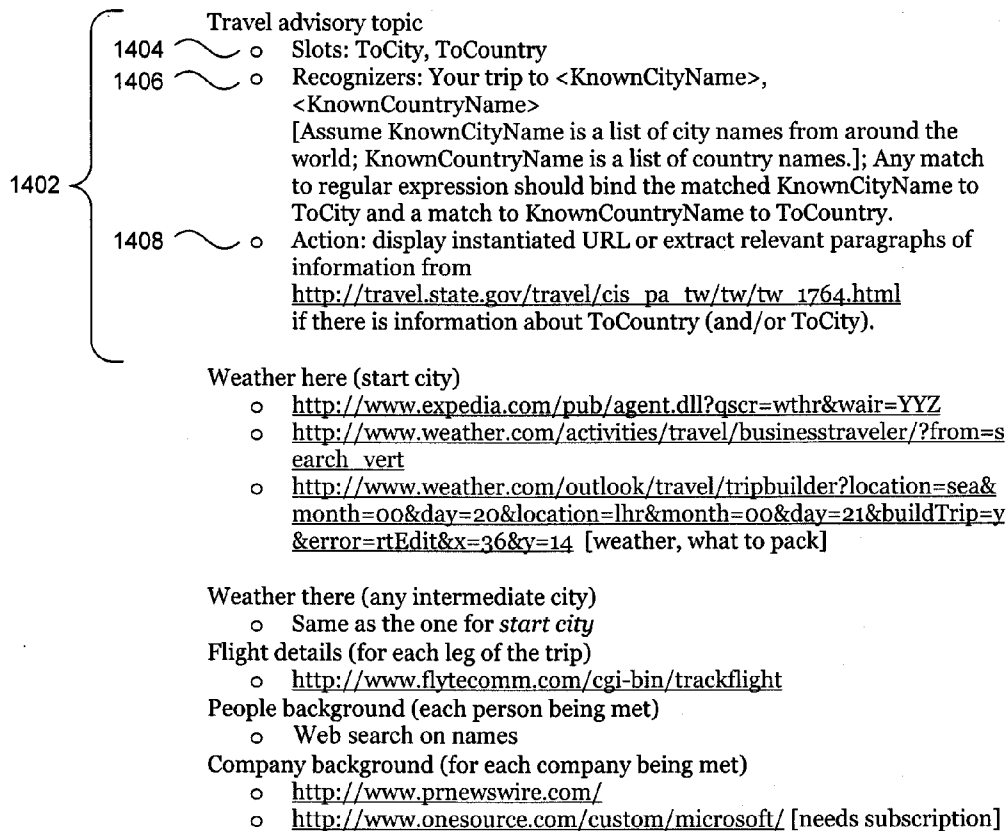 Travel advisory topic
1404 o Slots: ToCity, ToCountry
1406 o Recognizers: Your trip to <KnownCityName>,
<KnownCountryName>
[Assume KnownCityName is a list of city names from around the
world; KnownCountryName is a list of country names.]; Any match
1402 to regular expression should bind the matched KnownCityName to
ToCity and a match to KnownCountryName to ToCountry.
1408 o Action: display instantiated URL or extract relevant paragraphs of
information from
http://travel.state.gov/travel/cis_pa_tw/tw/tw_1764.html
if there is information about ToCountry (and/or ToCity).
Weather here (start city)
o http://www.expedia.com/pub/agent.dll?qscr=wthr&wair=YYZ
o http://www.weather.com/activities/travel/businesstraveler/?from=s
earch_vert
o http://www.weather.com/outlook/travel/tripbuilder?location=sea&
month=00&day=20&location=lhr&month=00&day=21&buildTrip=y
&error=rtEdit&x=36&y=14 [weather, what to pack]
Weather there (any intermediate city)
o Same as the one for start city
Flight details (for each leg of the trip)
o http://www.flytecomm.com/cgi-bin/trackflight
People background (each person being met)
o Web search on names
Company background (for each company being met)
o http://www.prnewswire.com/
o http://www.onesource.com/custom/microsoft/ [needs subscription]